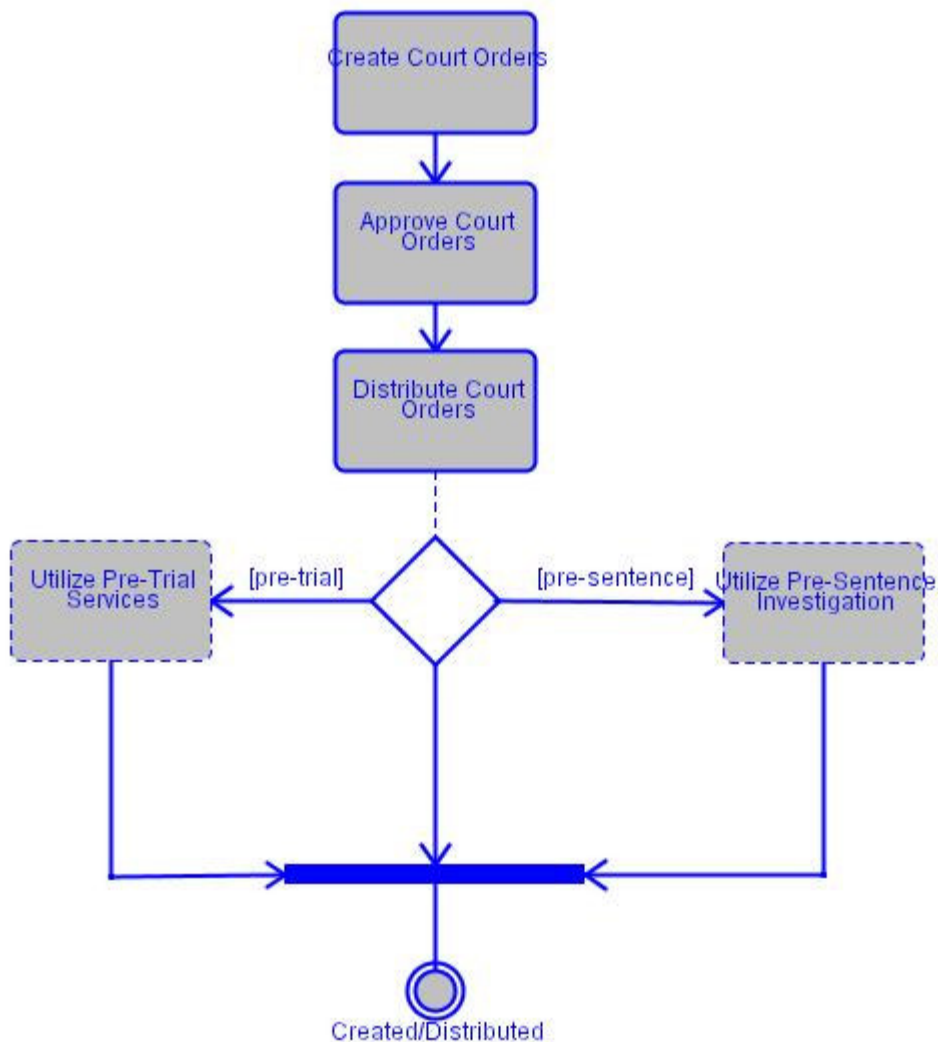 Create Court Orders
Approve Court
Orders
Distribute Court
Orders
[pre-trial]
[pre-sentence]
Utilize Pre-Trial
Services
Utilize Pre-Sentence
Investigation
Created/Distributed